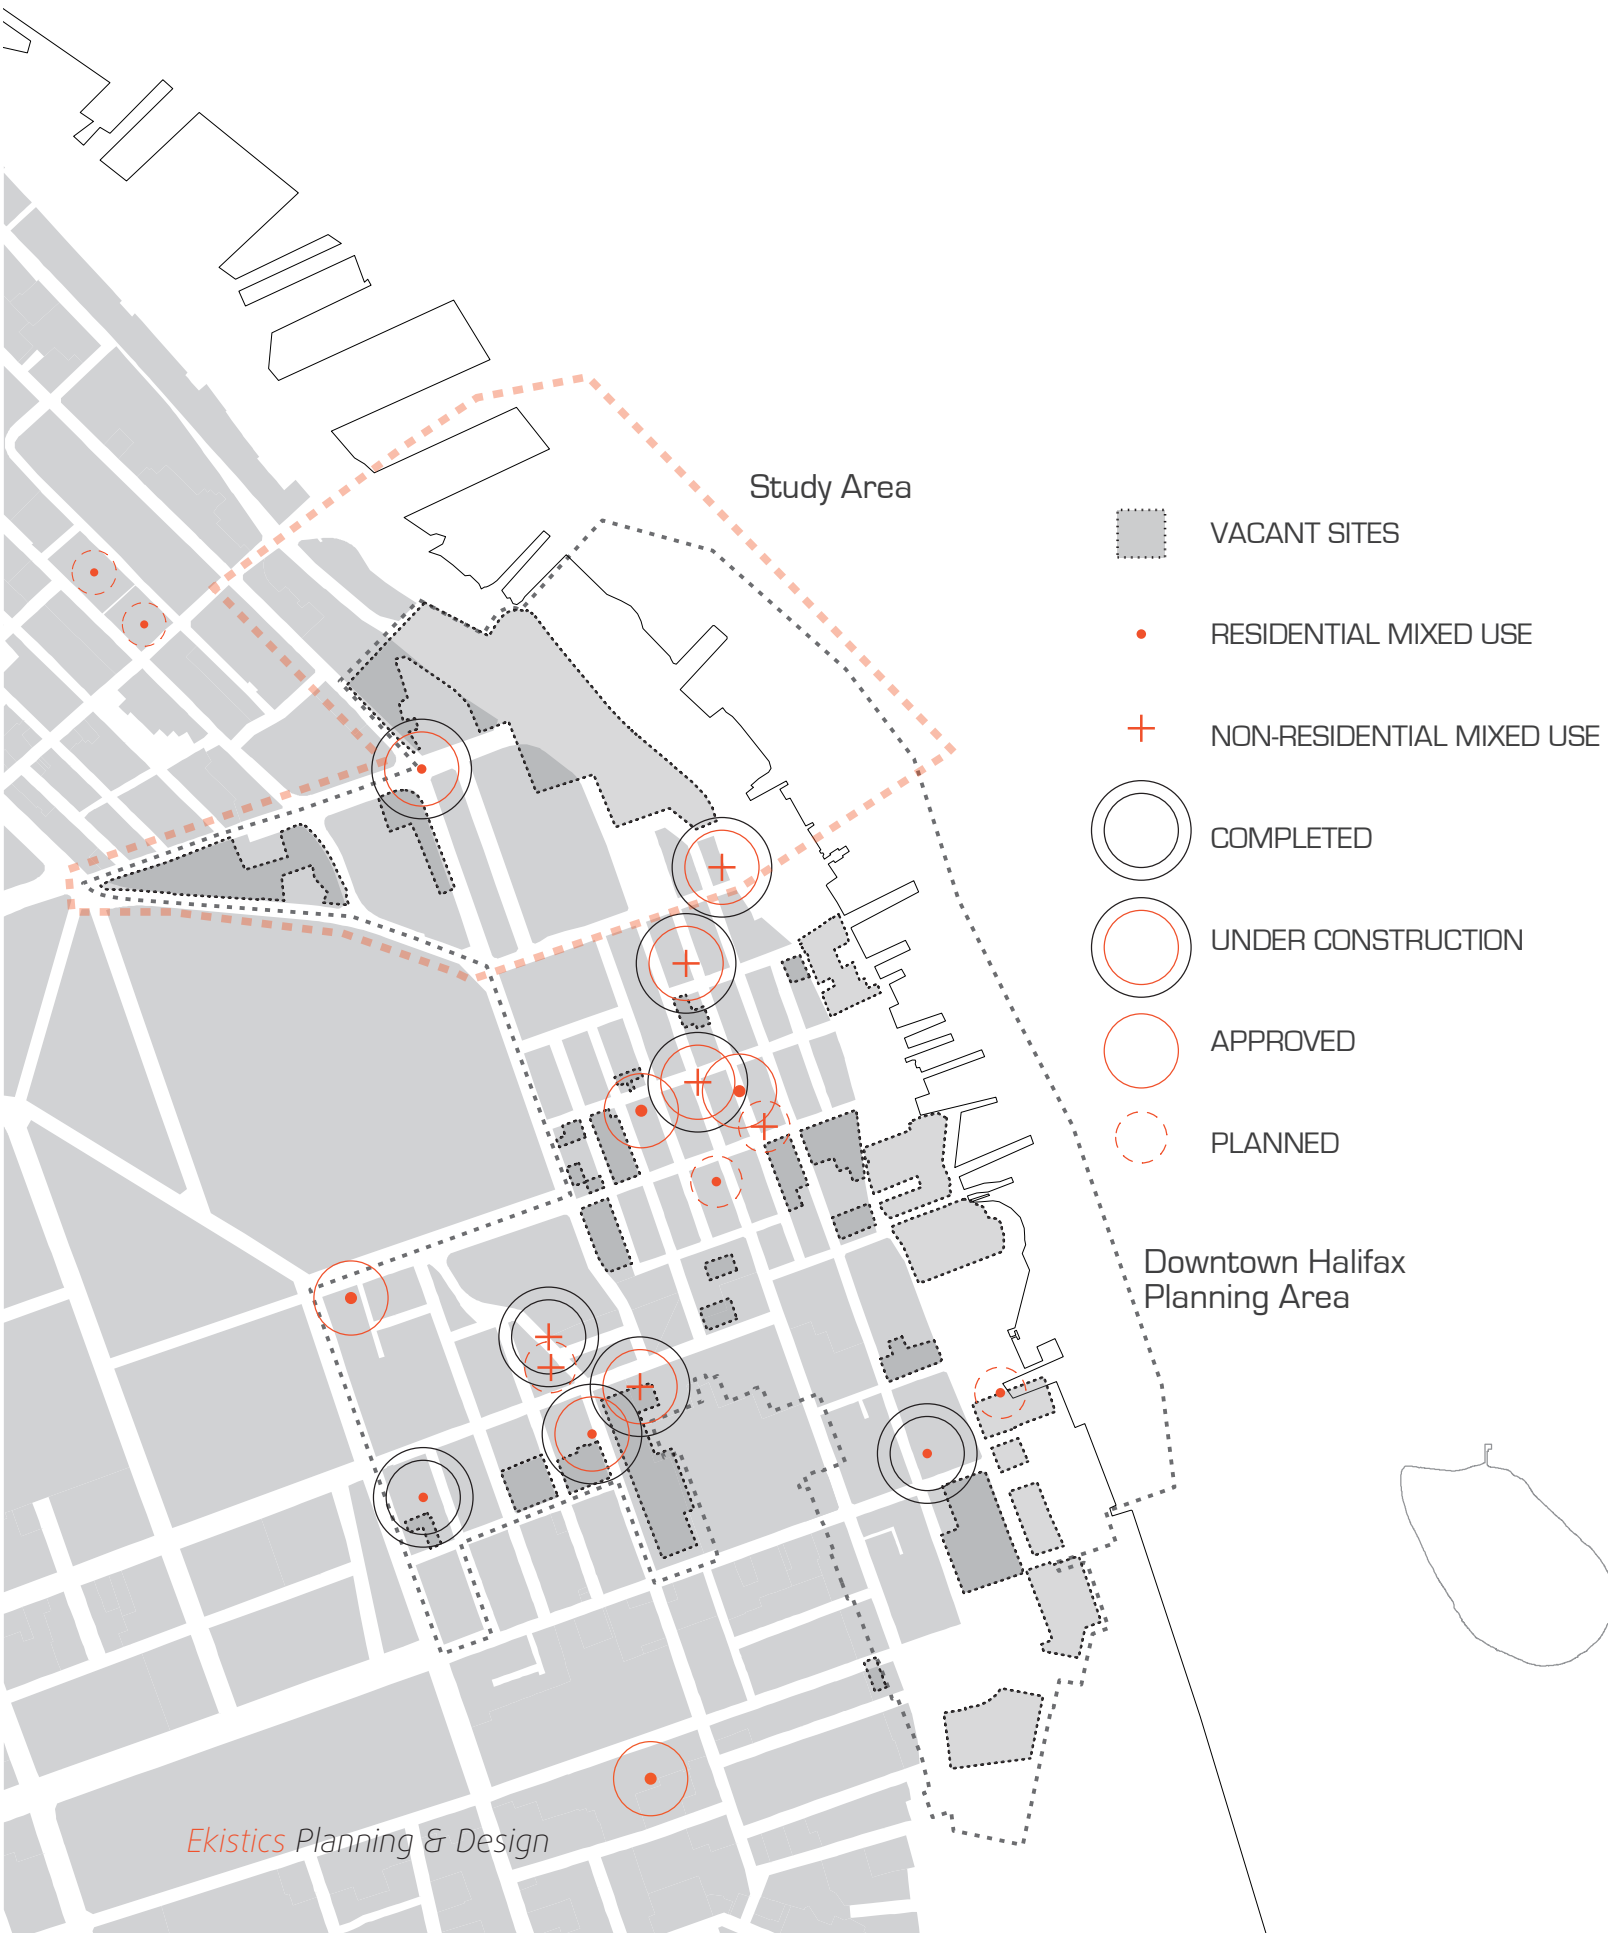 Study Area
VACANT SITES
RESIDENTIAL MIXED USE
NON-RESIDENTIAL MIXED USE
COMPLETED
UNDER CONSTRUCTION
APPROVED
PLANNED
Downtown Halifax
Planning Area
Ekistics Planning & Design